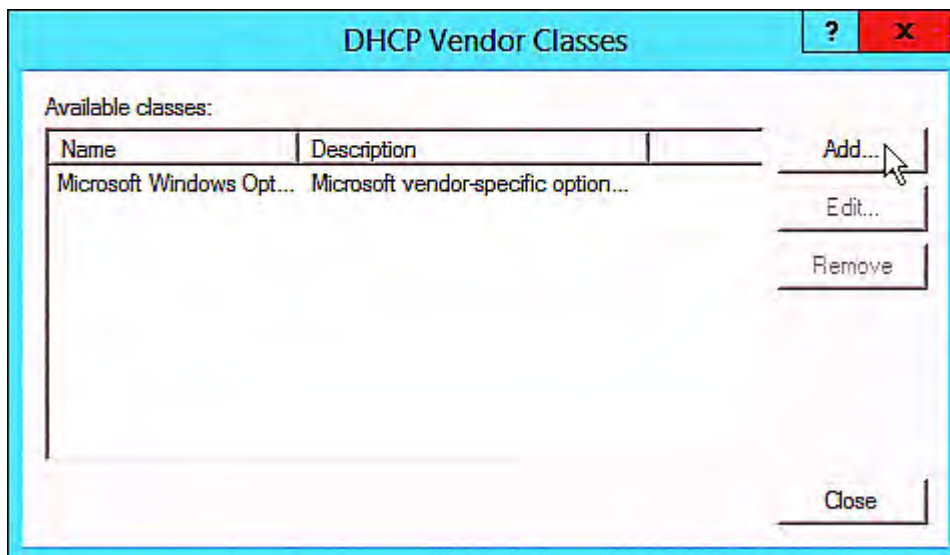 DHCP Vendor Classes
? x
Available classes:
Name Description
Add...
Microsoft Windows Opt... Microsoft vendor-specific option...
Edit...
Remove
Close